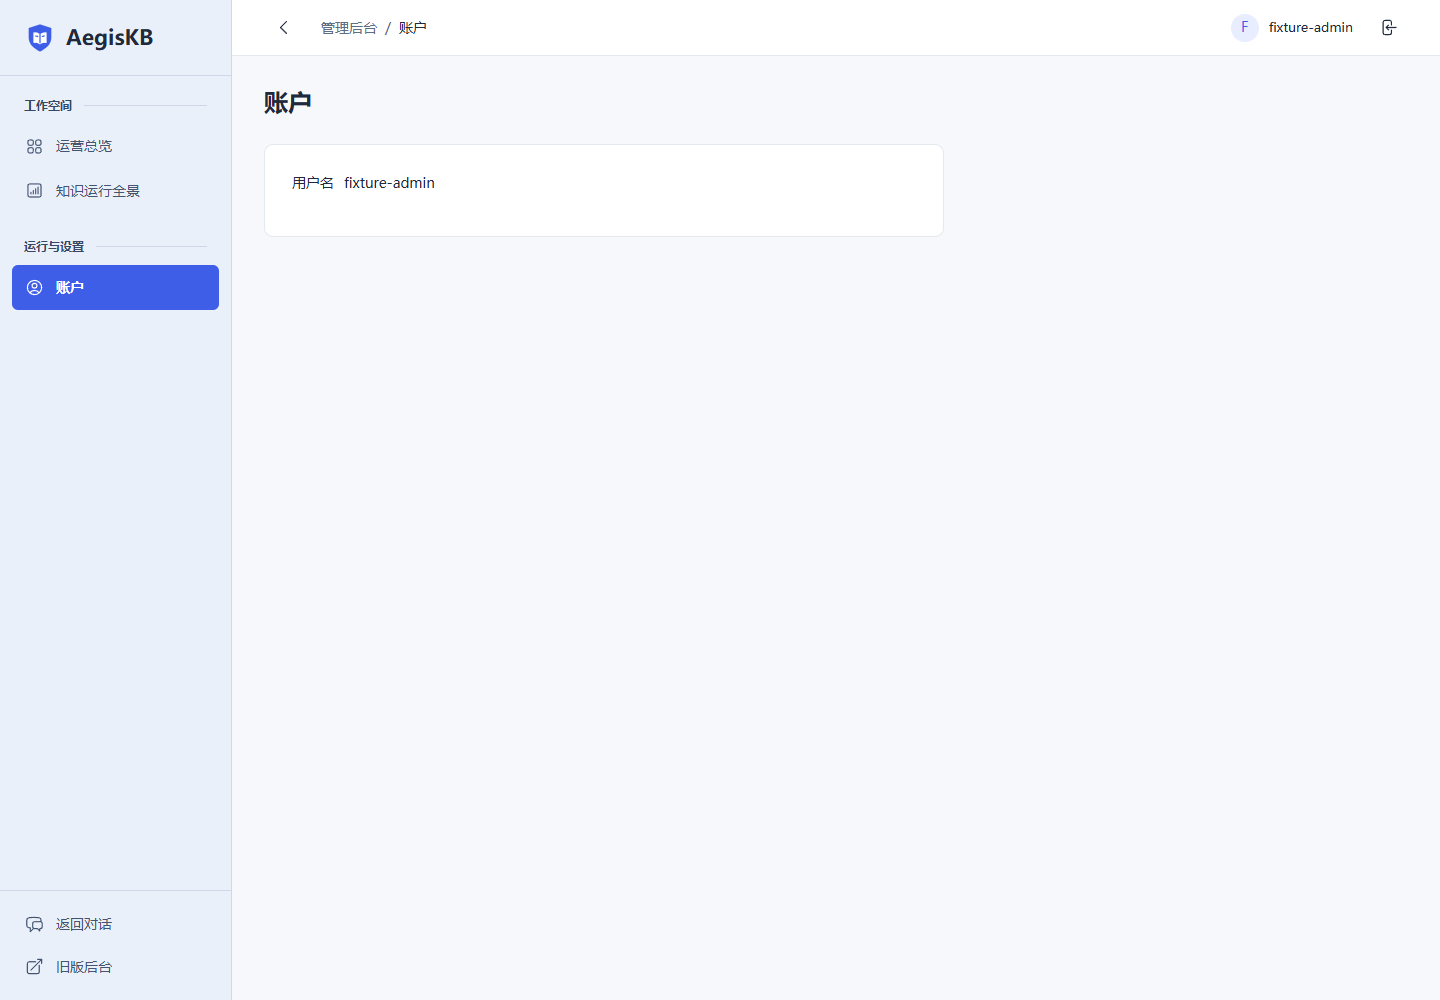 AegisKB
工作空间
运营总览
知识运行全景
运行与设置
账户
返回对话
旧版后台
管理后台 / 账户
F fixture-admin
账户
用户名 fixture-admin